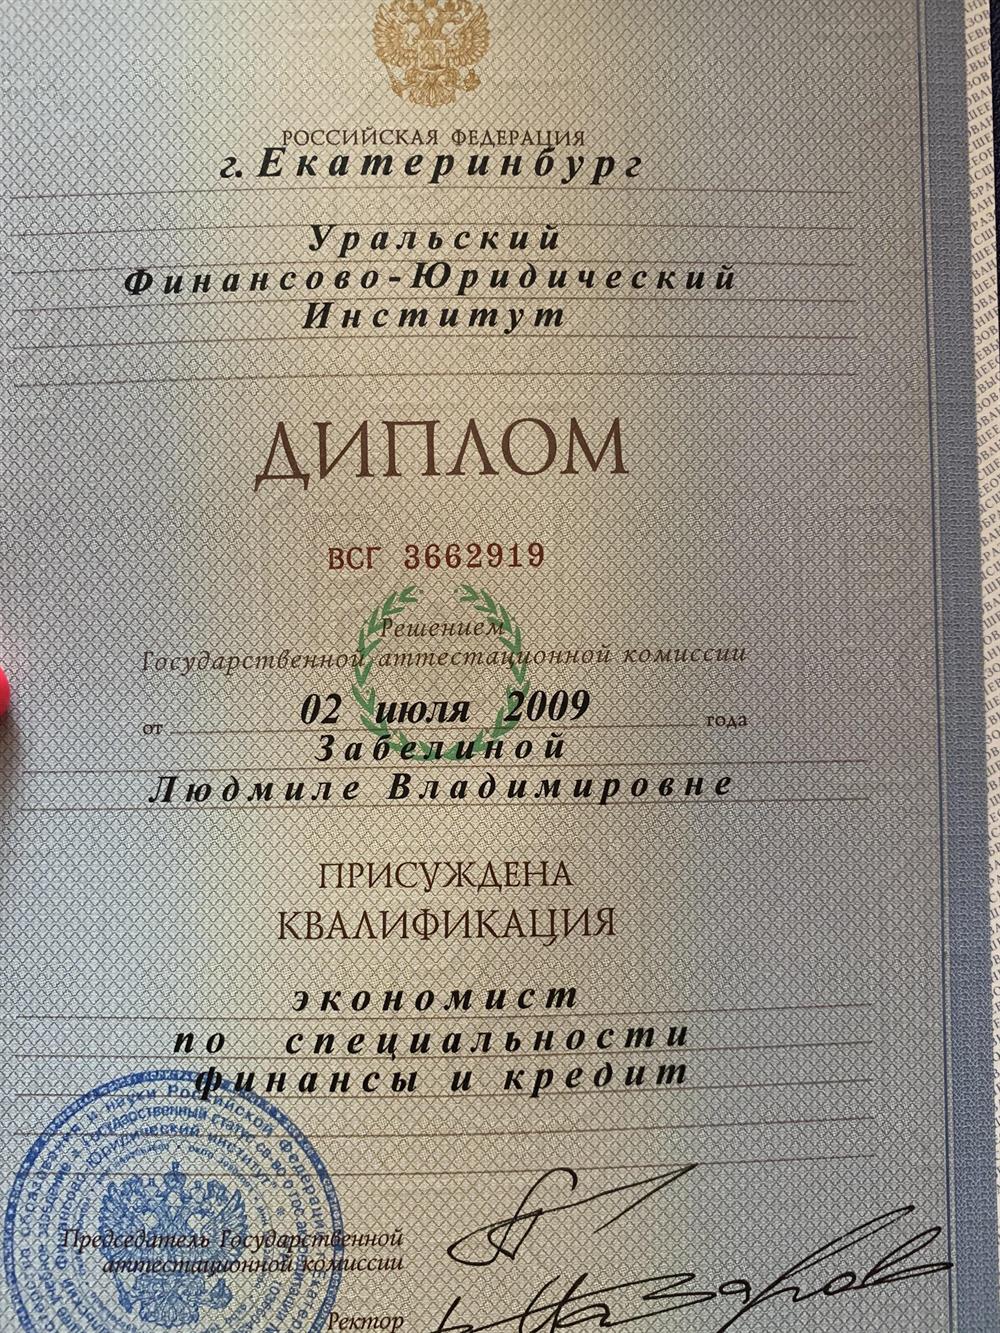 РОССИЙСКАЯ ФЕДЕРАЦИЯ
г. Екатеринбург
Уральский
Финансово-Юридический
Институт
ДИПЛОМ
ВСГ 3662919
Решением
Государственной аттестационной комиссии
от 02 июля 2009 года
Забелиной
Людмиле Владимировне
ПРИСУЖДЕНА
КВАЛИФИКАЦИЯ
экономист
по специальности
финансы и кредит
Председатель Государственной
аттестационной комиссии
Ректор